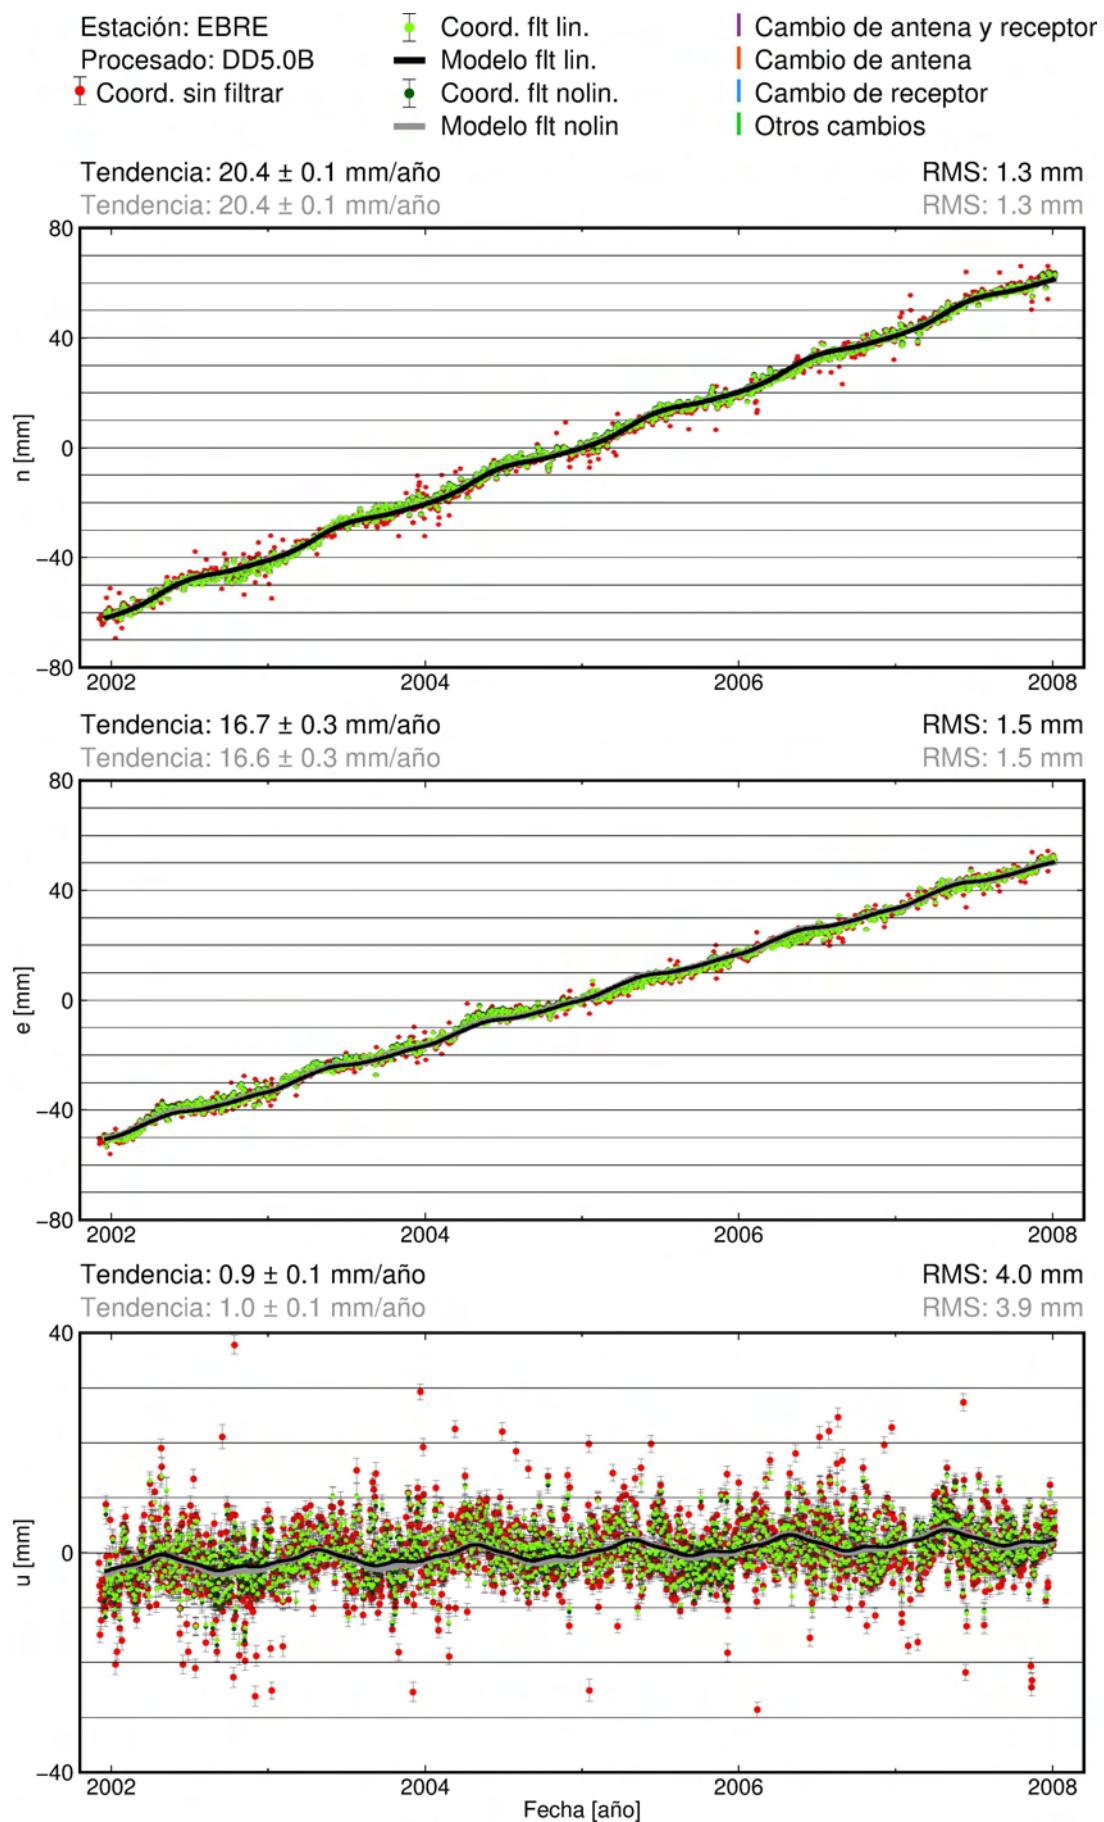 Estación: EBRE
Procesado: DD5.0B
Coord. sin filtrar
Coord. flt lin.
Modelo flt lin.
Coord. flt nolin.
Modelo flt nolin
Cambio de antena y receptor
Cambio de antena
Cambio de receptor
Otros cambios
Tendencia: 20.4 ± 0.1 mm/año RMS: 1.3 mm
Tendencia: 20.4 ± 0.1 mm/año RMS: 1.3 mm
80
40
0
−40
−80
n [mm]
2002 2004 2006 2008
Tendencia: 16.7 ± 0.3 mm/año RMS: 1.5 mm
Tendencia: 16.6 ± 0.3 mm/año RMS: 1.5 mm
80
40
0
−40
−80
e [mm]
2002 2004 2006 2008
Tendencia: 0.9 ± 0.1 mm/año RMS: 4.0 mm
Tendencia: 1.0 ± 0.1 mm/año RMS: 3.9 mm
40
0
−40
u [mm]
2002 2004 2006 2008
Fecha [año]